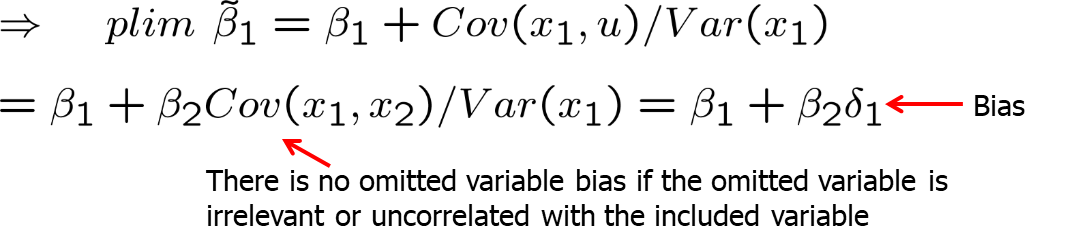 ⇒ plim β̃₁ = β₁ + Cov(x₁, u)/Var(x₁)
= β₁ + β₂Cov(x₁, x₂)/Var(x₁) = β₁ + β₂δ₁ Bias
There is no omitted variable bias if the omitted variable is
irrelevant or uncorrelated with the included variable